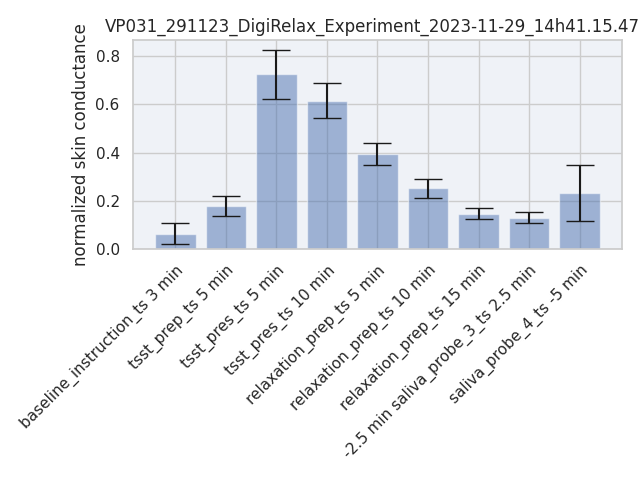 VP031_291123_DigiRelax_Experiment_2023-11-29_14h41.15.47
normalized skin conductance
0.8
0.6
0.4
0.2
0.0
baseline_instruction_ts 3 min
tsst_prep_ts 5 min
tsst_pres_ts 5 min
tsst_pres_ts 10 min
relaxation_prep_ts 5 min
relaxation_prep_ts 10 min
relaxation_prep_ts 15 min
-2.5 min saliva_probe_3_ts 2.5 min
saliva_probe_4_ts -5 min